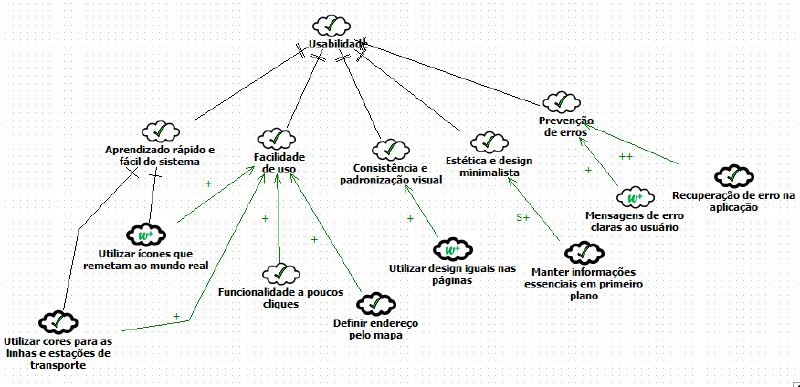 Usabilidade
Prevenção
de erros
Aprendizado rápido e
fácil do sistema
Facilidade
de uso
Consistência e
padronização visual
Estética e design
minimalista
++
+
+
Recuperação de erro na
aplicação
w+
Mensagens de erro
claras ao usuário
+
+
S+
w+
Utilizar ícones que
remetam ao mundo real
+
w+
Utilizar design iguais nas
páginas
Manter informações
essenciais em primeiro
plano
Funcionalidade a poucos
cliques
+
Definir endereço
pelo mapa
Utilizar cores para as
linhas e estações de
transporte